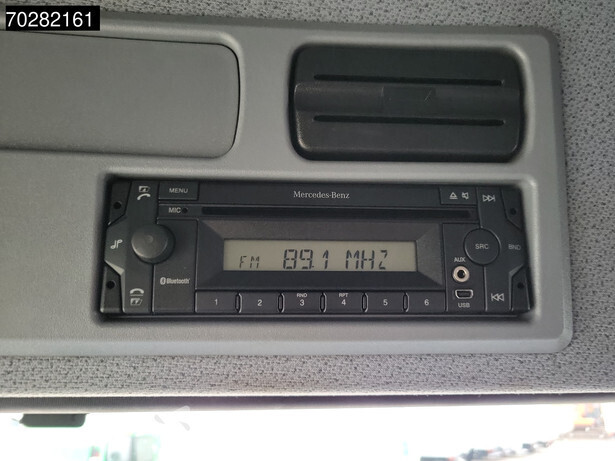 70282161
MENU
Mercedes-Benz
MIC
SRC
BND
AUX
FM 89.1 MHZ
Bluetooth
RND
RPT
1 2 3 4 5 6
USB